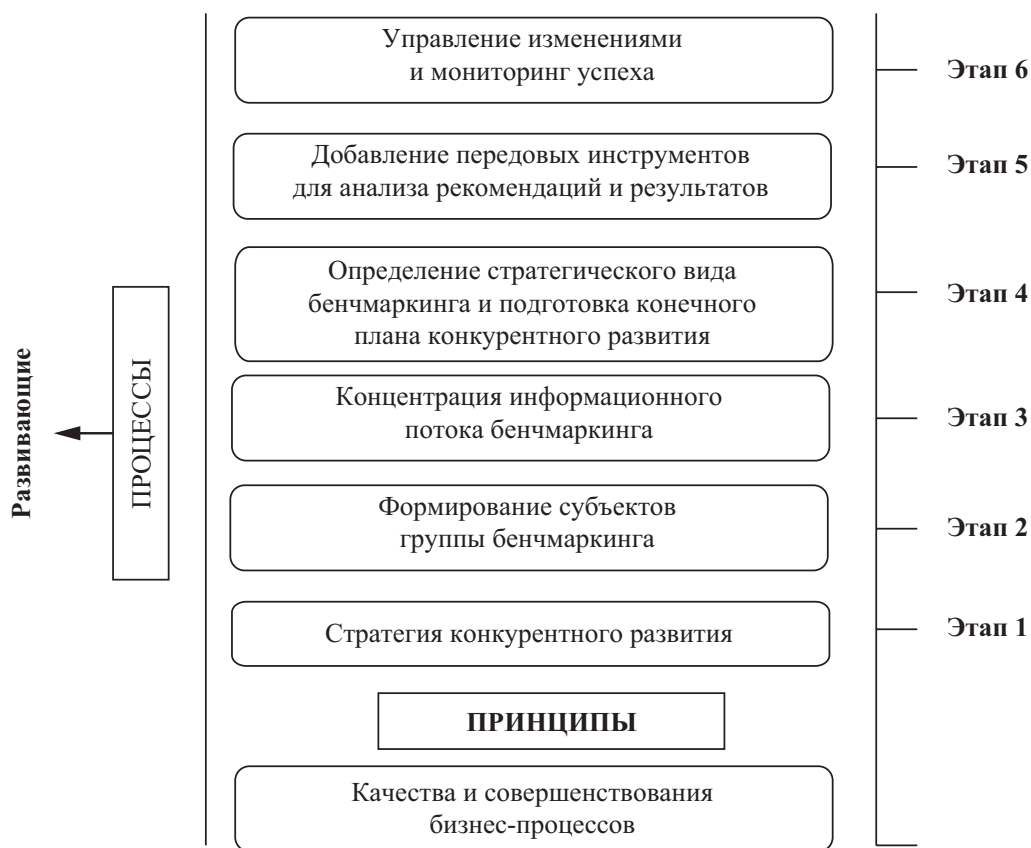 Управление изменениями
и мониторинг успеха
Этап 6
Добавление передовых инструментов
для анализа рекомендаций и результатов
Этап 5
Определение стратегического вида
бенчмаркинга и подготовка конечного
плана конкурентного развития
Этап 4
Развивающие
ПРОЦЕССЫ
Концентрация информационного
потока бенчмаркинга
Этап 3
Формирование субъектов
группы бенчмаркинга
Этап 2
Стратегия конкурентного развития
Этап 1
ПРИНЦИПЫ
Качества и совершенствования
бизнес-процессов